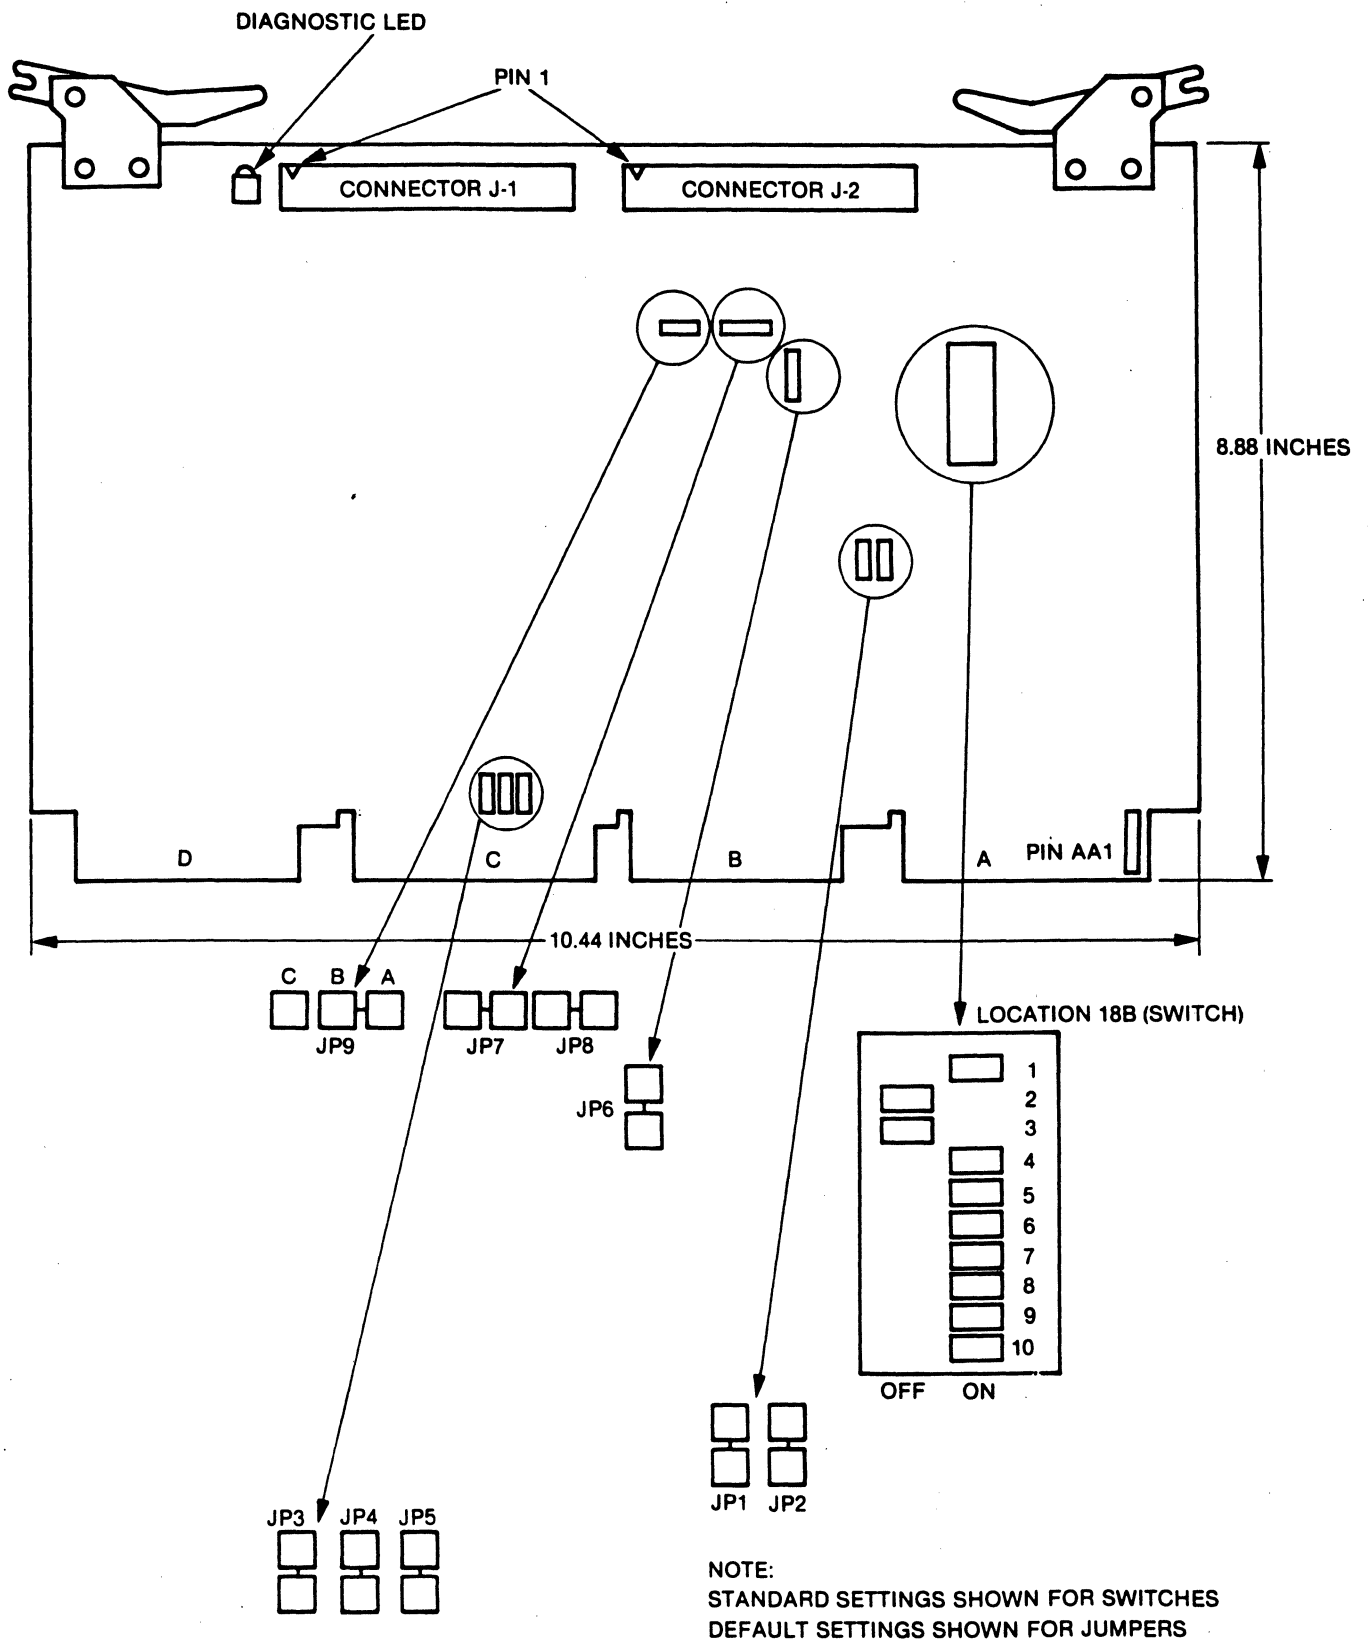 DIAGNOSTIC LED
PIN 1
CONNECTOR J-1
CONNECTOR J-2
8.88 INCHES
D
C
B
A
PIN AA1
10.44 INCHES
C B A
JP9
JP7
JP8
JP6
LOCATION 18B (SWITCH)
1
2
3
4
5
6
7
8
9
10
OFF ON
JP1 JP2
JP3 JP4 JP5
NOTE:
STANDARD SETTINGS SHOWN FOR SWITCHES
DEFAULT SETTINGS SHOWN FOR JUMPERS